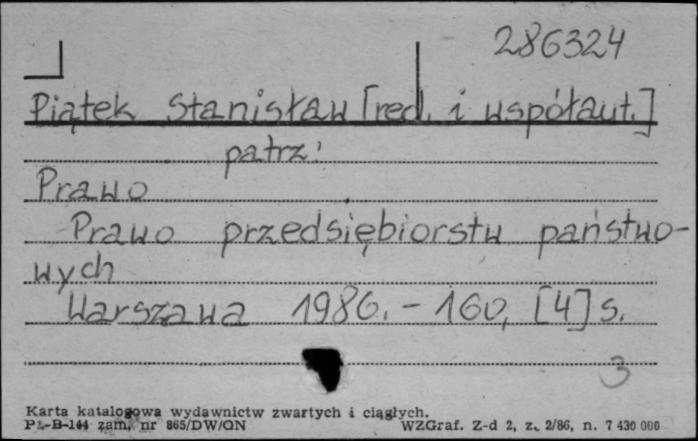 286324
Piątek Stanisław [red. i współaut.]
patrz:
Prawo
Prawo przedsiębiorstw państwo-
wych
Warszawa 1986. - 160, [4] s.
3
Karta katalogowa wydawnictw zwartych i ciągłych.
Pż-B-144 zam. nr 865/DW/ON WZGraf. Z-d 2, z. 2/86, n. 7 430 000